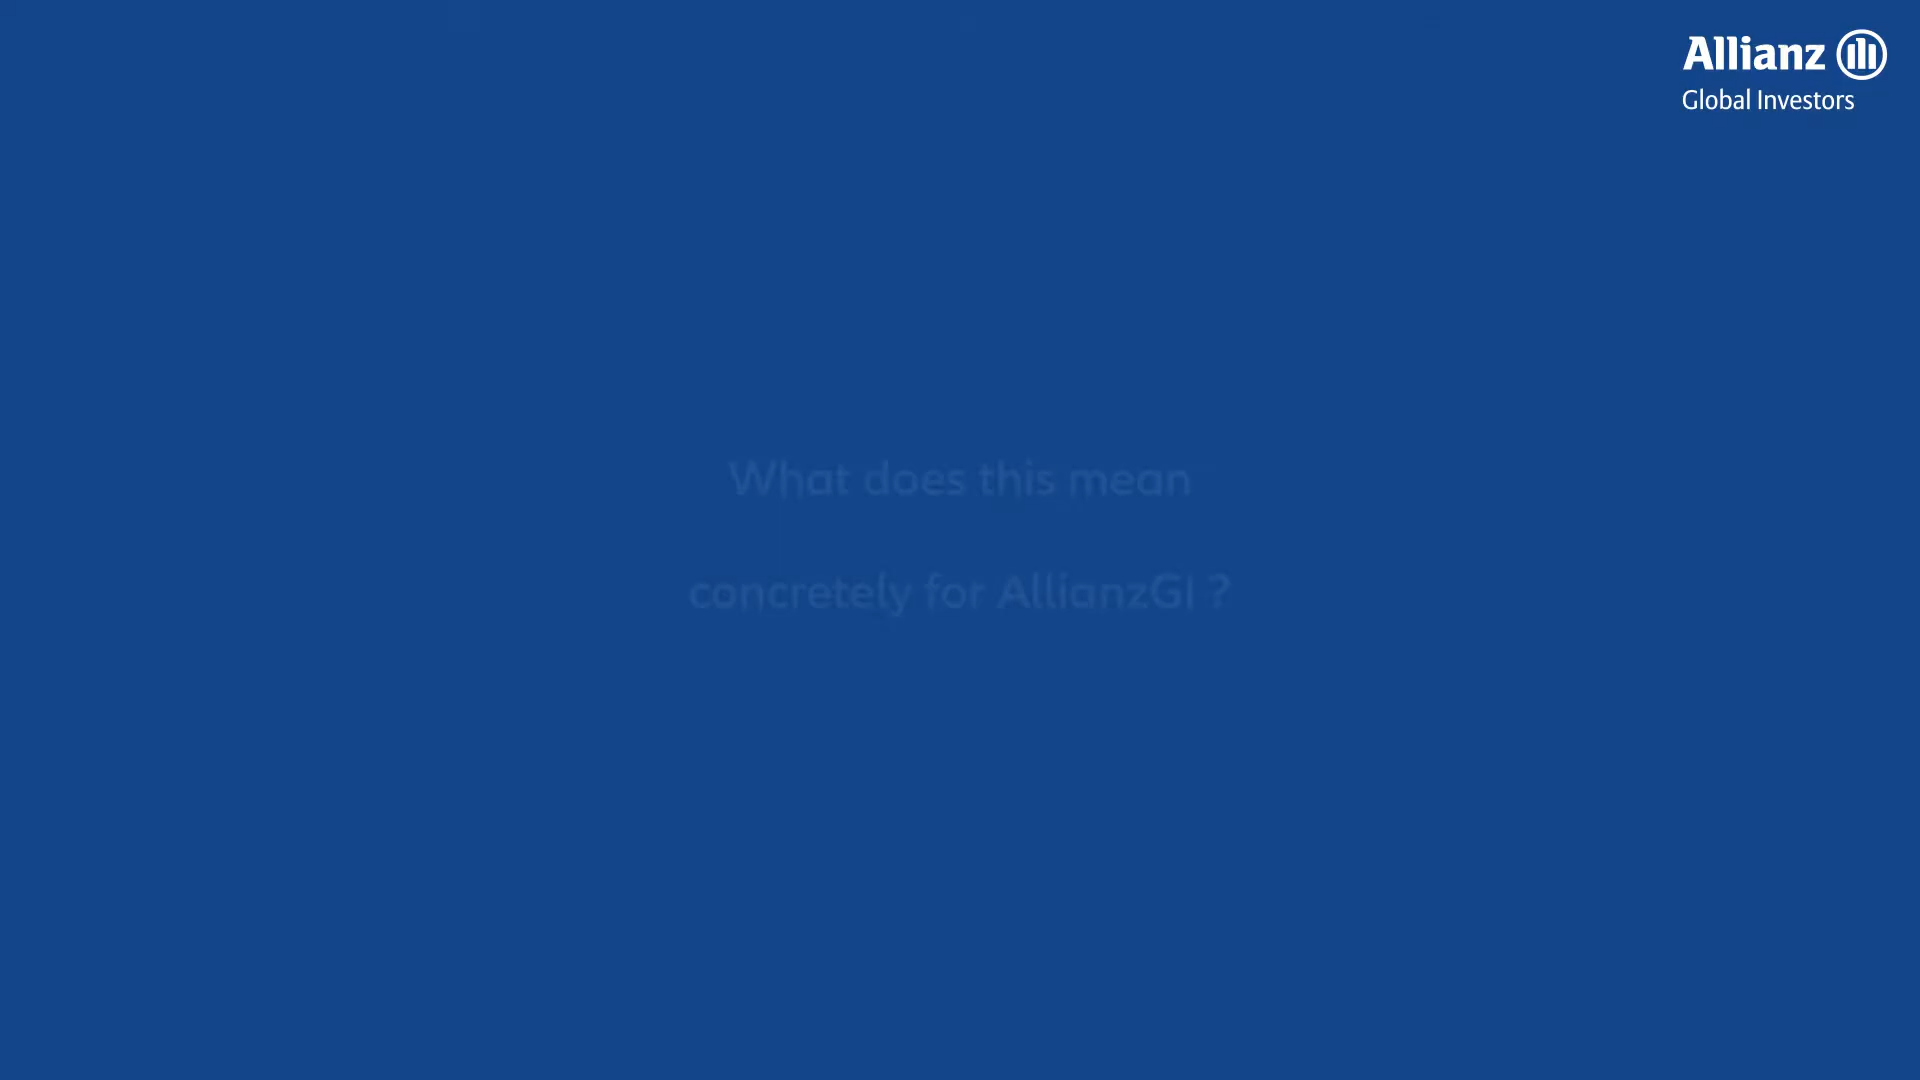 Allianz
Global Investors
What does this mean
concretely for AllianzGI ?